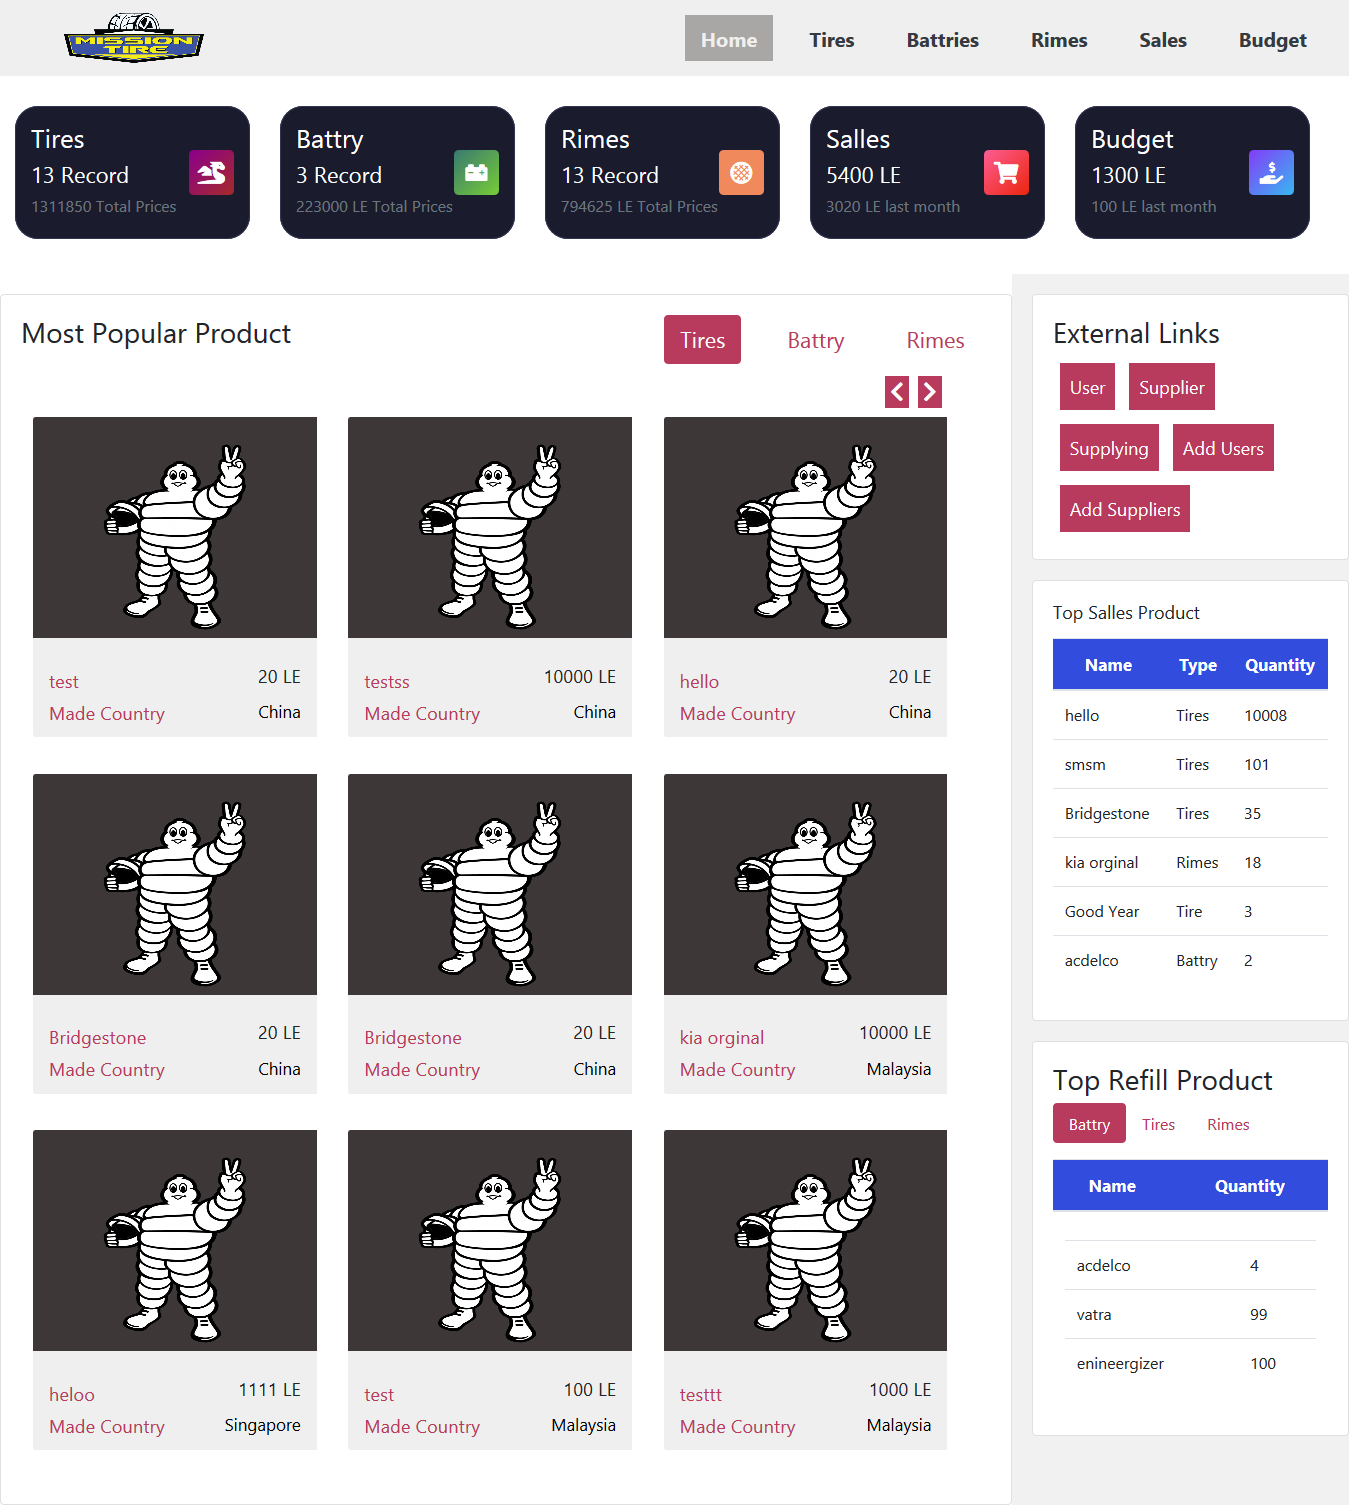 MISSION
TIRE
Home Tires Battries Rimes Sales Budget
Tires
13 Record
1311850 Total Prices
Battry
3 Record
223000 LE Total Prices
Rimes
13 Record
794625 LE Total Prices
Salles
5400 LE
3020 LE last month
Budget
1300 LE
100 LE last month
Most Popular Product
Tires Battry Rimes
test 20 LE
Made Country China
testss 10000 LE
Made Country China
hello 20 LE
Made Country China
Bridgestone 20 LE
Made Country China
Bridgestone 20 LE
Made Country China
kia orginal 10000 LE
Made Country Malaysia
heloo 1111 LE
Made Country Singapore
test 100 LE
Made Country Malaysia
testtt 1000 LE
Made Country Malaysia
External Links
User Supplier
Supplying Add Users
Add Suppliers
Top Salles Product
Name Type Quantity
hello Tires 10008
smsm Tires 101
Bridgestone Tires 35
kia orginal Rimes 18
Good Year Tire 3
acdelco Battry 2
Top Refill Product
Battry Tires Rimes
Name Quantity
acdelco 4
vatra 99
enineergizer 100